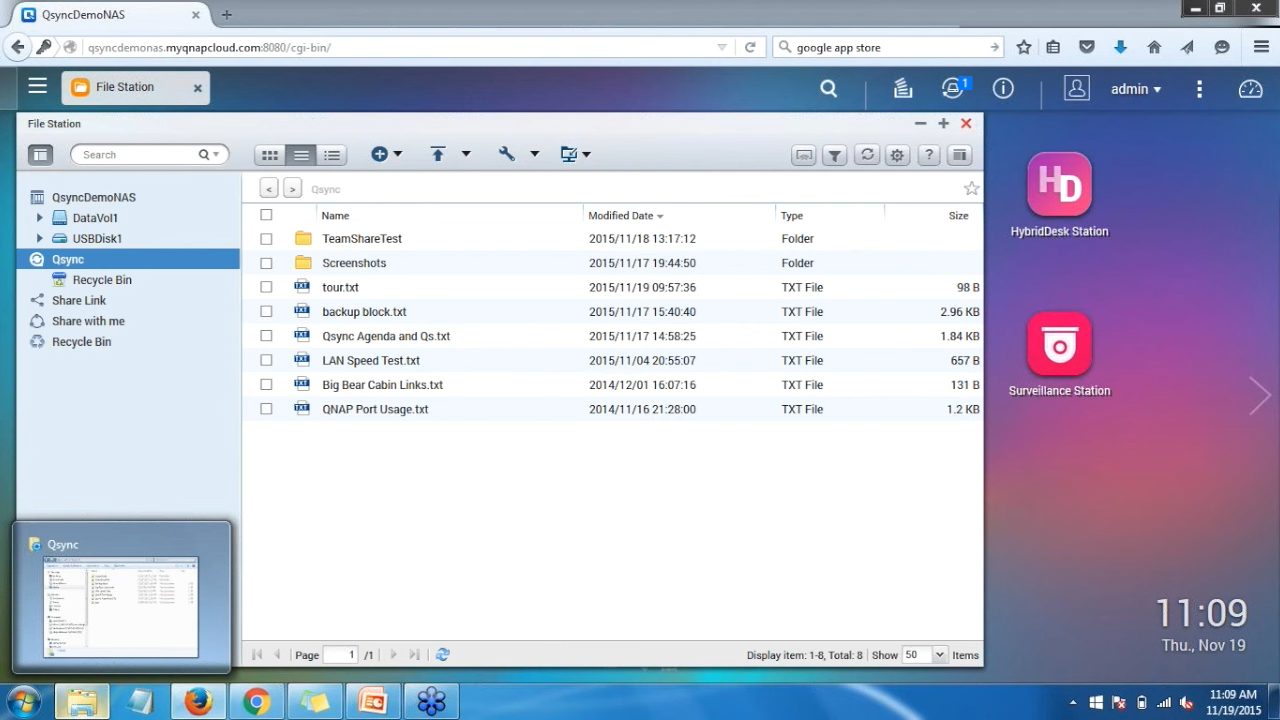 QsyncDemoNAS
qsyncdemonas.myqnapcloud.com:8080/cgi-bin/
google app store
File Station
1
admin
File Station
Search
QsyncDemoNAS
DataVol1
USBDisk1
Qsync
Recycle Bin
Share Link
Share with me
Recycle Bin
< > Qsync
Name Modified Date Type Size
TeamShareTest 2015/11/18 13:17:12 Folder
Screenshots 2015/11/17 19:44:50 Folder
TXT tour.txt 2015/11/19 09:57:36 TXT File 98 B
TXT backup block.txt 2015/11/17 15:40:40 TXT File 2.96 KB
TXT Qsync Agenda and Qs.txt 2015/11/17 14:58:25 TXT File 1.84 KB
TXT LAN Speed Test.txt 2015/11/04 20:55:07 TXT File 657 B
TXT Big Bear Cabin Links.txt 2014/12/01 16:07:16 TXT File 131 B
TXT QNAP Port Usage.txt 2014/11/16 21:28:00 TXT File 1.2 KB
HD
HybridDesk Station
Surveillance Station
Qsync
11:09
Thu., Nov 19
Page 1 /1 Display item: 1-8, Total: 8 Show 50 Items
11:09 AM
11/19/2015